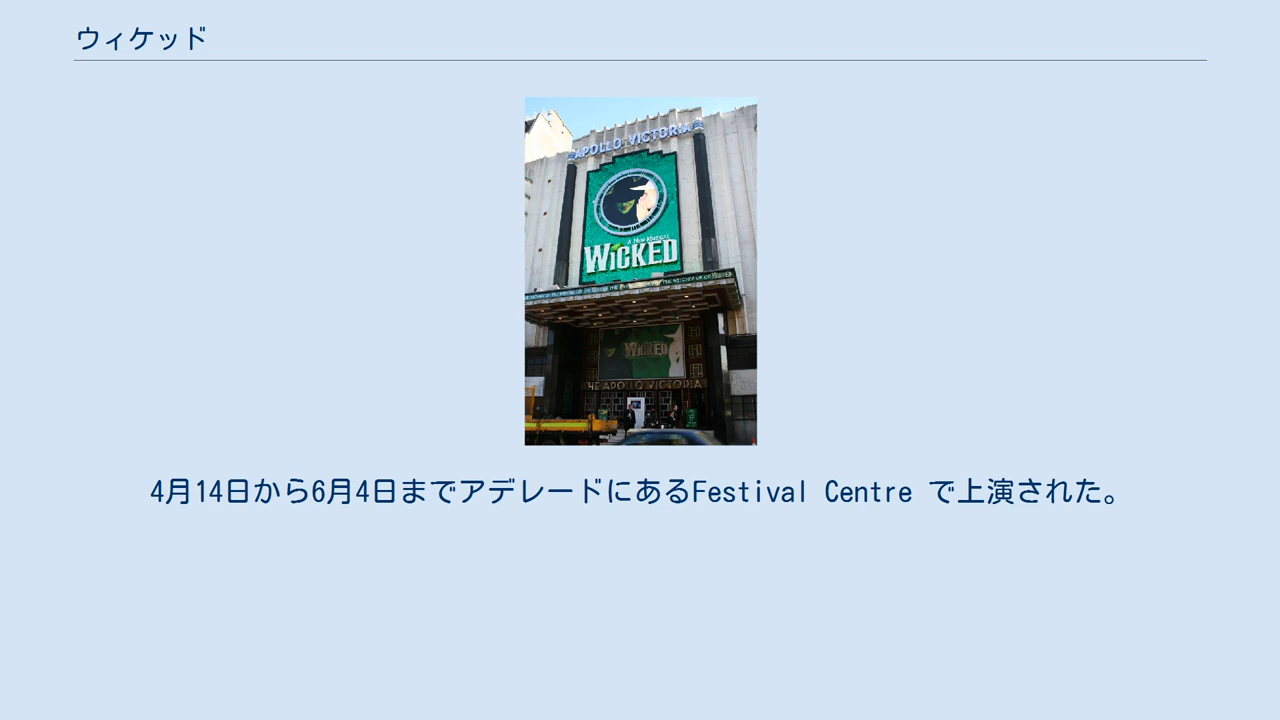 ウィケッド
APOLLO VICTORIA
A NEW MUSICAL
WICKED
WICKED
THE APOLLO VICTORIA
4月14日から6月4日までアデレードにあるFestival Centre で上演された。